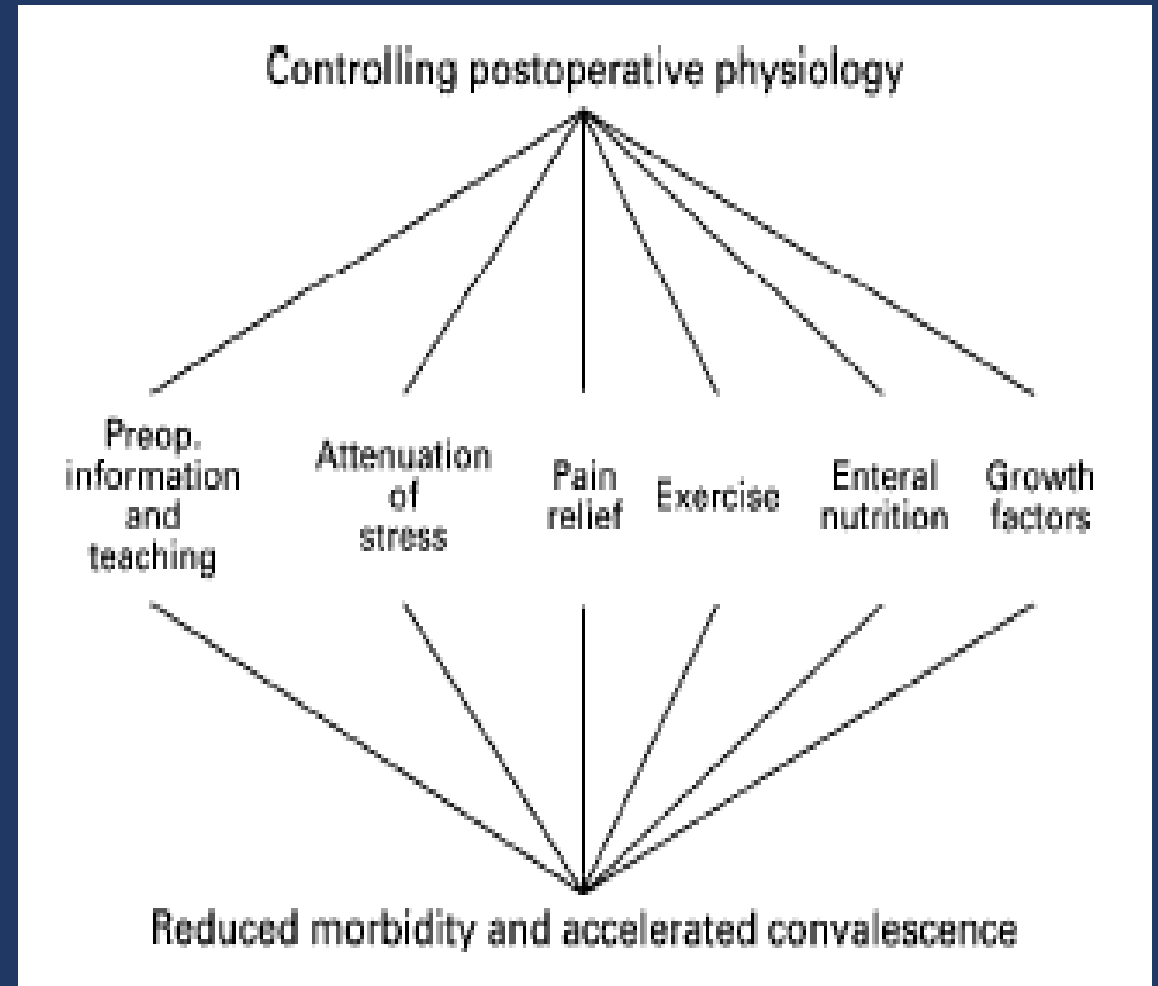 Controlling postoperative physiology
Preop.
information
and
teaching
Attenuation
of
stress
Pain
relief
Exercise
Enteral
nutrition
Growth
factors
Reduced morbidity and accelerated convalescence